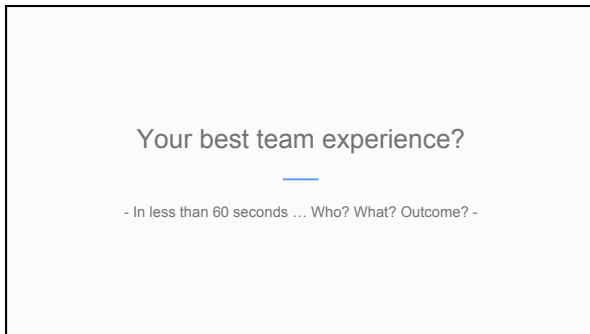 Your best team experience?
- In less than 60 seconds … Who? What? Outcome? -